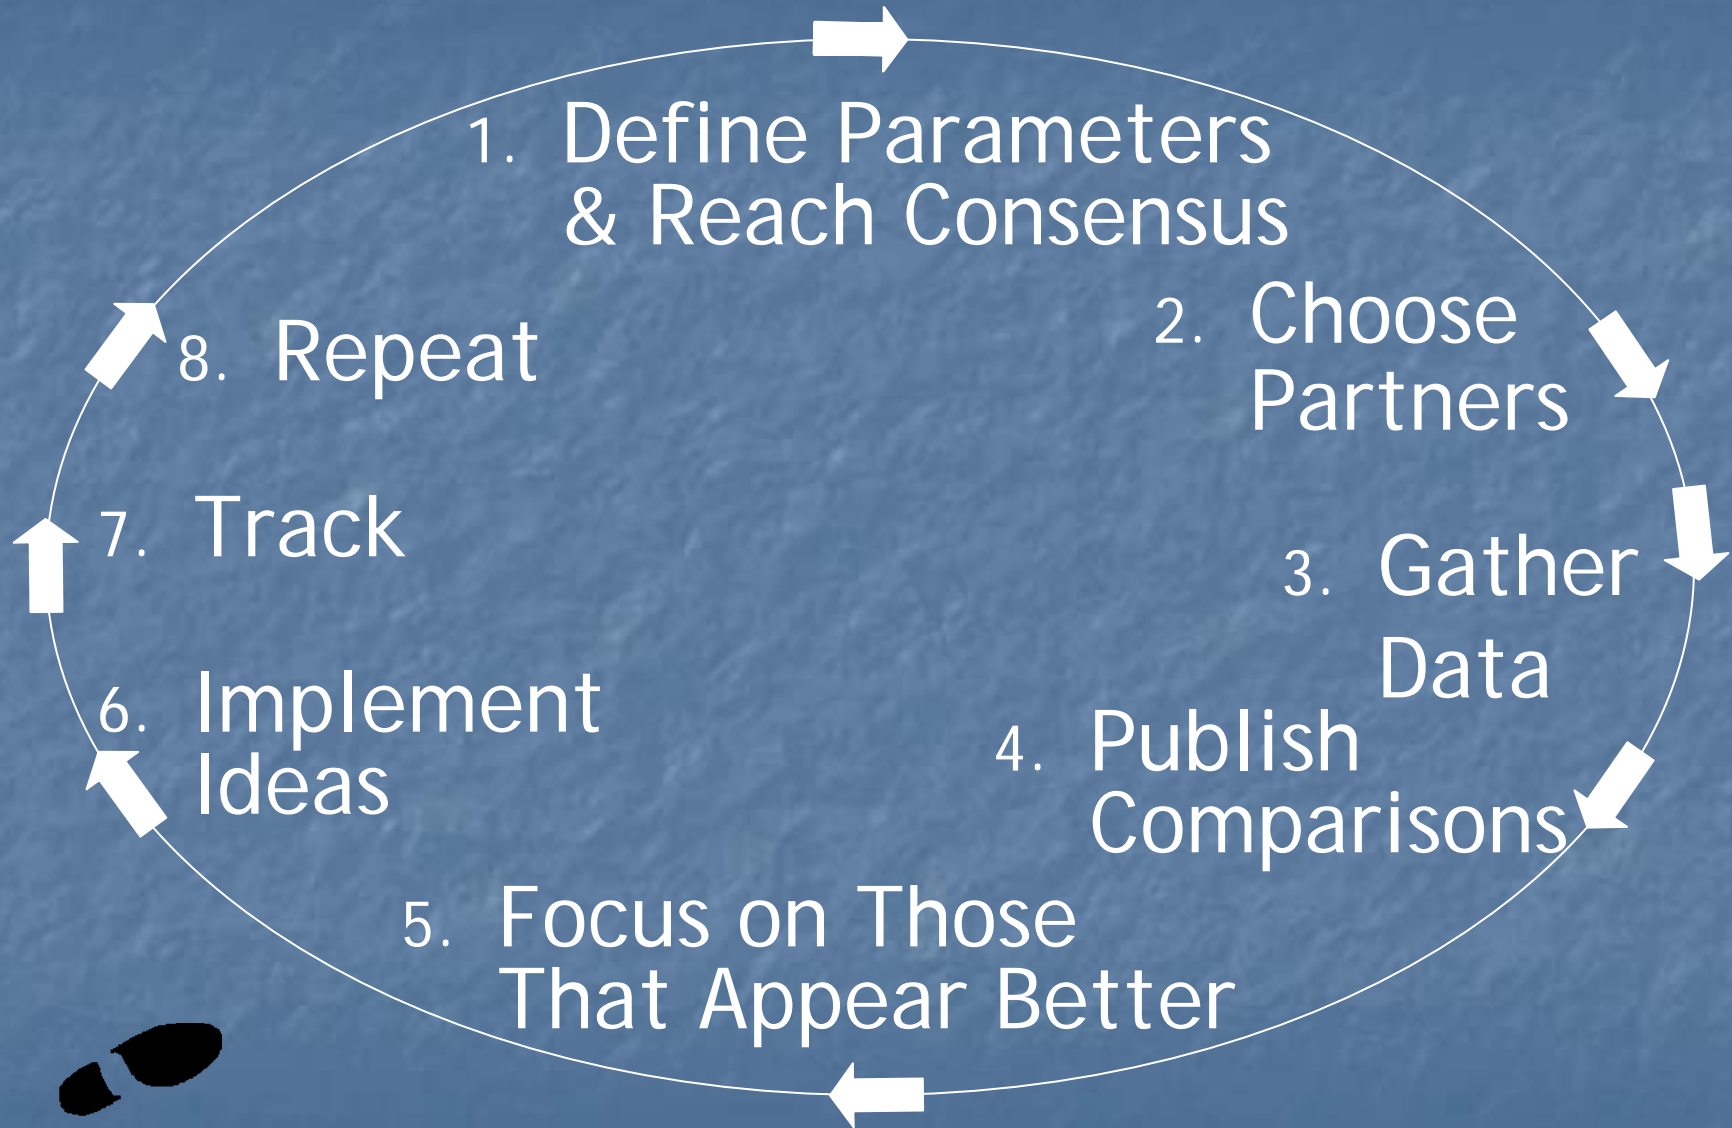 1. Define Parameters
& Reach Consensus
2. Choose
Partners
3. Gather
Data
4. Publish
Comparisons
5. Focus on Those
That Appear Better
6. Implement
Ideas
7. Track
8. Repeat